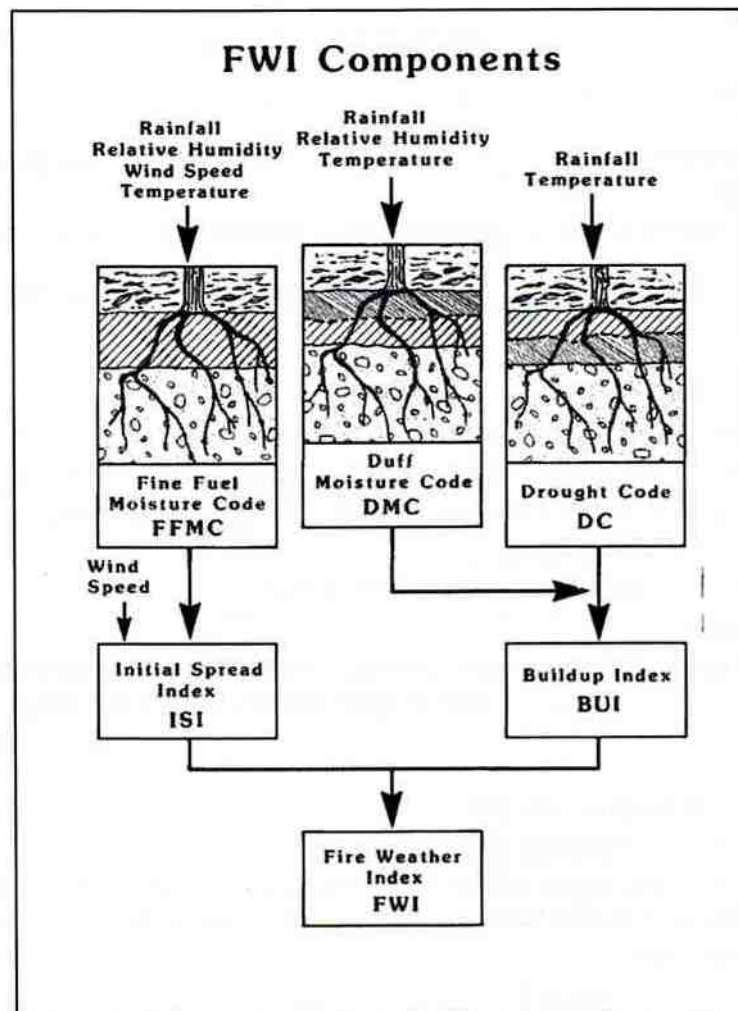 FWI Components
Rainfall
Relative Humidity
Wind Speed
Temperature
Rainfall
Relative Humidity
Temperature
Rainfall
Temperature
Fine Fuel
Moisture Code
FFMC
Duff
Moisture Code
DMC
Drought Code
DC
Wind
Speed
Initial Spread
Index
ISI
Buildup Index
BUI
Fire Weather
Index
FWI